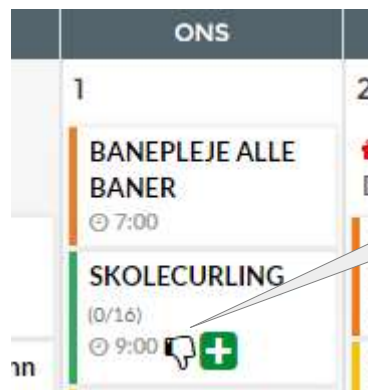 ONS
1
2
BANEPLEJE ALLE
BANER
7:00
SKOLECURLING
(0/16)
9:00
nn